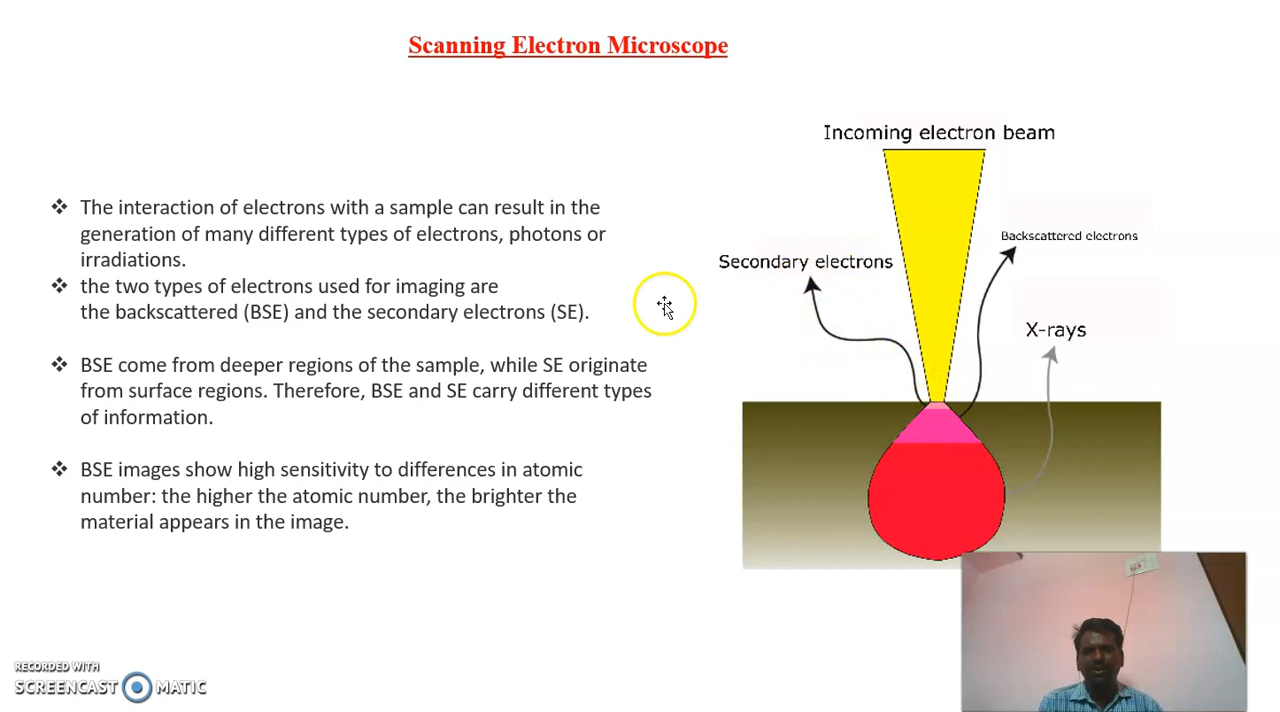 Scanning Electron Microscope
❖ The interaction of electrons with a sample can result in the
generation of many different types of electrons, photons or
irradiations.
❖ the two types of electrons used for imaging are
the backscattered (BSE) and the secondary electrons (SE).
❖ BSE come from deeper regions of the sample, while SE originate
from surface regions. Therefore, BSE and SE carry different types
of information.
❖ BSE images show high sensitivity to differences in atomic
number: the higher the atomic number, the brighter the
material appears in the image.
Incoming electron beam
Backscattered electrons
Secondary electrons
X-rays
RECORDED WITH
SCREENCAST MATIC